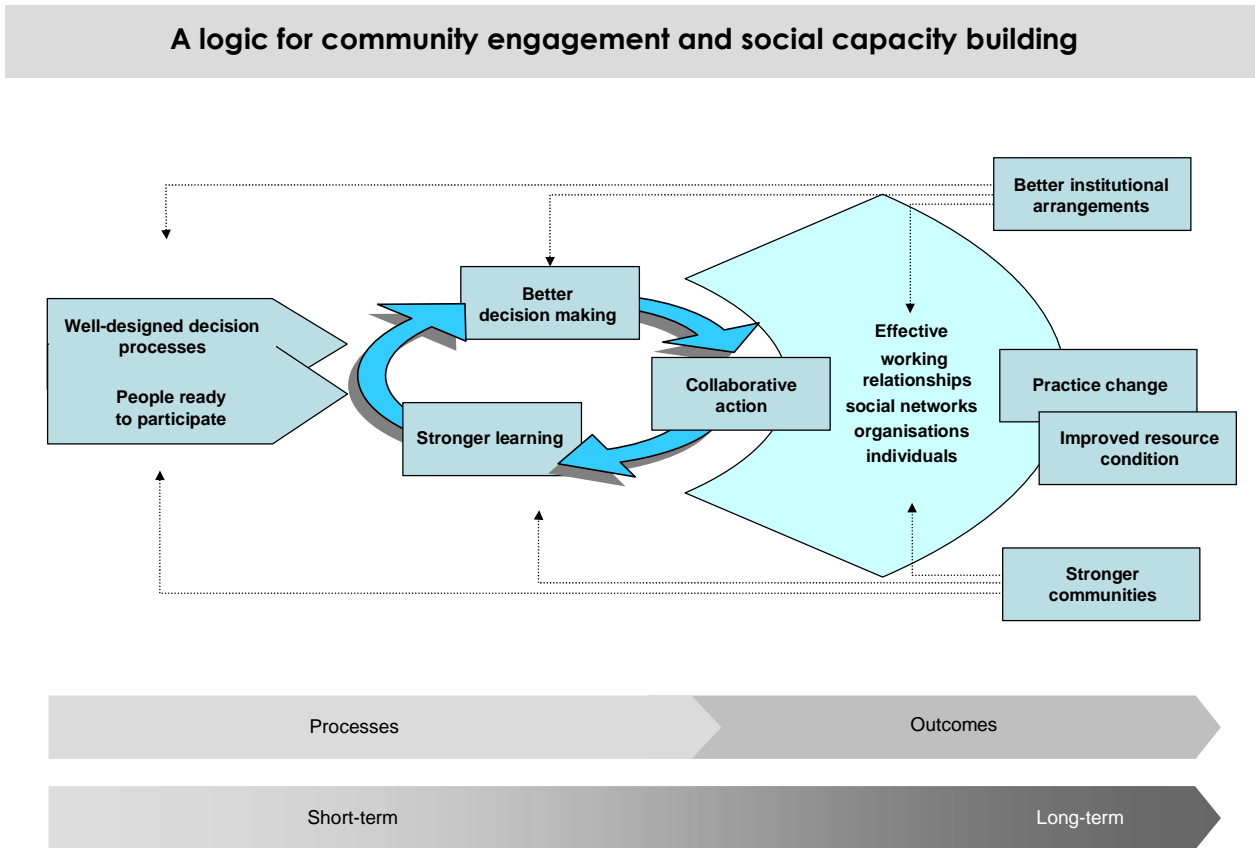 A logic for community engagement and social capacity building
Better institutional
arrangements
Well-designed decision
processes
People ready
to participate
Better
decision making
Collaborative
action
Stronger learning
Effective
working
relationships
social networks
organisations
individuals
Practice change
Improved resource
condition
Stronger
communities
Processes
Outcomes
Short-term
Long-term